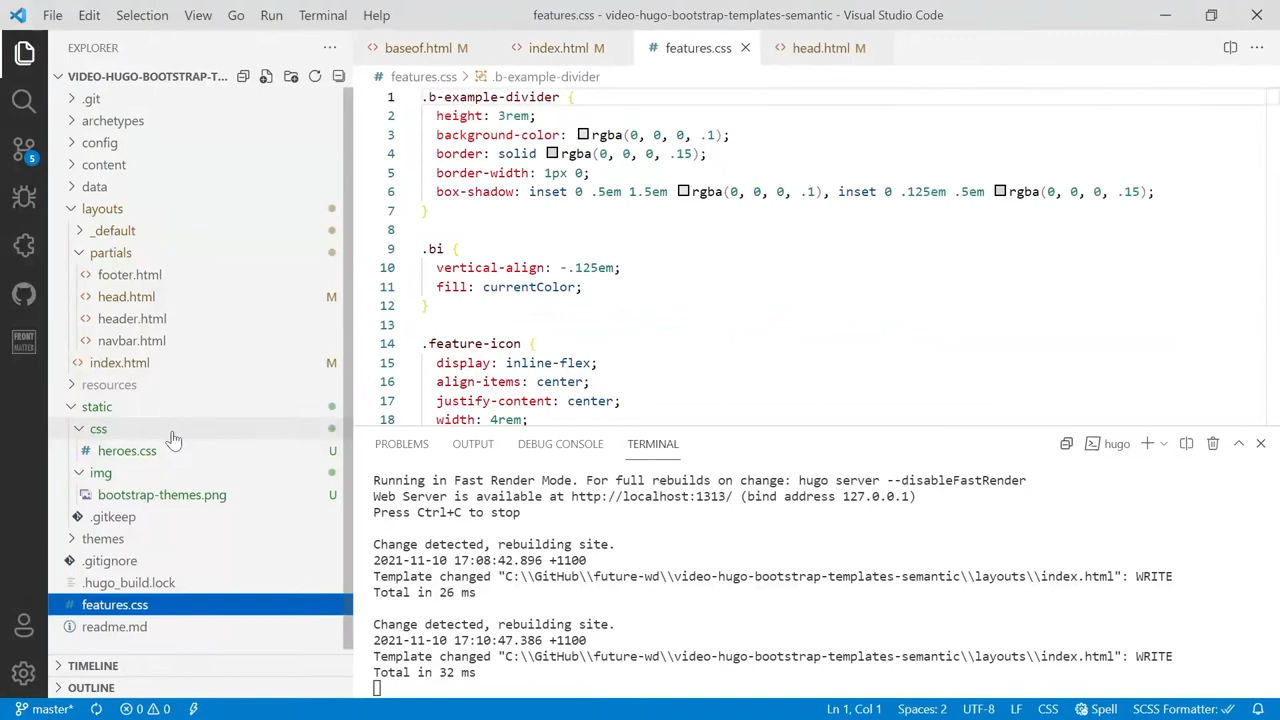 File Edit Selection View Go Run Terminal Help features.css - video-hugo-bootstrap-templates-semantic - Visual Studio Code
EXPLORER
VIDEO-HUGO-BOOTSTRAP-T...
.git
archetypes
config
content
data
layouts
_default
partials
footer.html
head.html M
header.html
navbar.html
index.html M
resources
static
css
heroes.css U
img
bootstrap-themes.png U
.gitkeep
themes
.gitignore
.hugo_build.lock
features.css
readme.md
TIMELINE
OUTLINE
5
FRONT
MATTER
baseof.html M index.html M features.css head.html M
features.css > .b-example-divider
1 .b-example-divider {
2 height: 3rem;
3 background-color: rgba(0, 0, 0, .1);
4 border: solid rgba(0, 0, 0, .15);
5 border-width: 1px 0;
6 box-shadow: inset 0 .5em 1.5em rgba(0, 0, 0, .1), inset 0 .125em .5em rgba(0, 0, 0, .15);
7 }
8
9 .bi {
10 vertical-align: -.125em;
11 fill: currentColor;
12 }
13
14 .feature-icon {
15 display: inline-flex;
16 align-items: center;
17 justify-content: center;
18 width: 4rem;
PROBLEMS OUTPUT DEBUG CONSOLE TERMINAL hugo
Running in Fast Render Mode. For full rebuilds on change: hugo server --disableFastRender
Web Server is available at http://localhost:1313/ (bind address 127.0.0.1)
Press Ctrl+C to stop
Change detected, rebuilding site.
2021-11-10 17:08:42.896 +1100
Template changed "C:\\GitHub\\future-wd\\video-hugo-bootstrap-templates-semantic\\layouts\\index.html": WRITE
Total in 26 ms
Change detected, rebuilding site.
2021-11-10 17:10:47.386 +1100
Template changed "C:\\GitHub\\future-wd\\video-hugo-bootstrap-templates-semantic\\layouts\\index.html": WRITE
Total in 32 ms
master* 0 0 Ln 1, Col 1 Spaces: 2 UTF-8 LF CSS Spell SCSS Formatter: